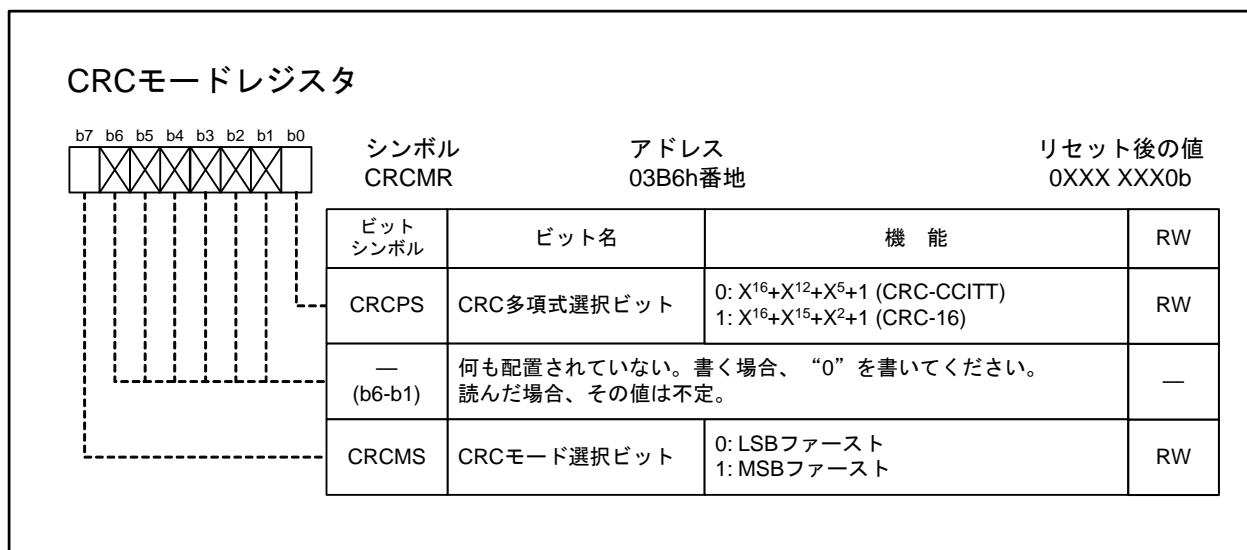 CRCモードレジスタ
b7 b6 b5 b4 b3 b2 b1 b0
シンボル アドレス リセット後の値
CRCMR 03B6h番地 0XXX XXX0b
ビット
シンボル ビット名 機 能 RW
CRCPS CRC多項式選択ビット 0: X16+X12+X5+1 (CRC-CCITT)
1: X16+X15+X2+1 (CRC-16) RW
—
(b6-b1) 何も配置されていない。書く場合、“0”を書いてください。
読んだ場合、その値は不定。 —
CRCMS CRCモード選択ビット 0: LSBファースト
1: MSBファースト RW